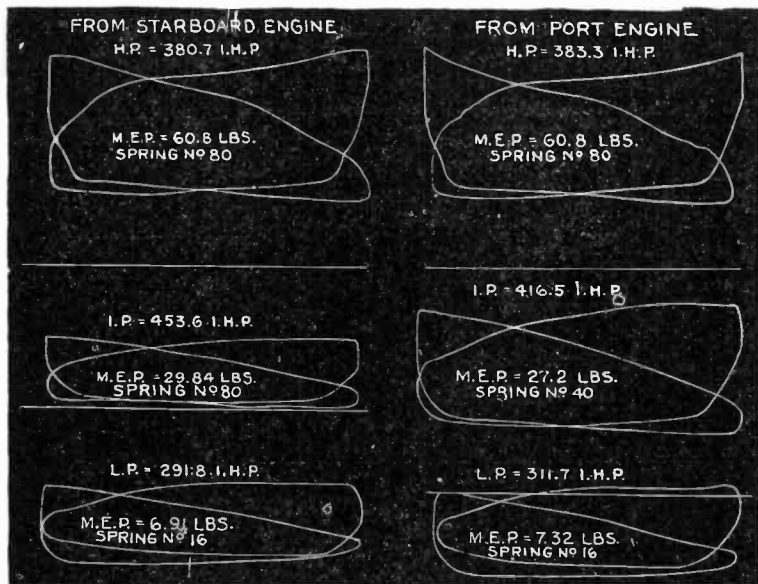 FROM STARBOARD ENGINE
H.P. = 380.7 I.H.P.
M.E.P. = 60.8 LBS.
SPRING Nº 80
I.P. = 453.6 I.H.P.
M.E.P. = 29.84 LBS.
SPRING Nº 80
L.P. = 291.8 I.H.P.
M.E.P. = 6.91 LBS.
SPRING Nº 16
FROM PORT ENGINE
H.P. = 383.3 I.H.P.
M.E.P. = 60.8 LBS.
SPRING Nº 80
I.P. = 416.5 I.H.P.
M.E.P. = 27.2 LBS.
SPRING Nº 40
L.P. = 311.7 I.H.P.
M.E.P. = 7.32 LBS.
SPRING Nº 16